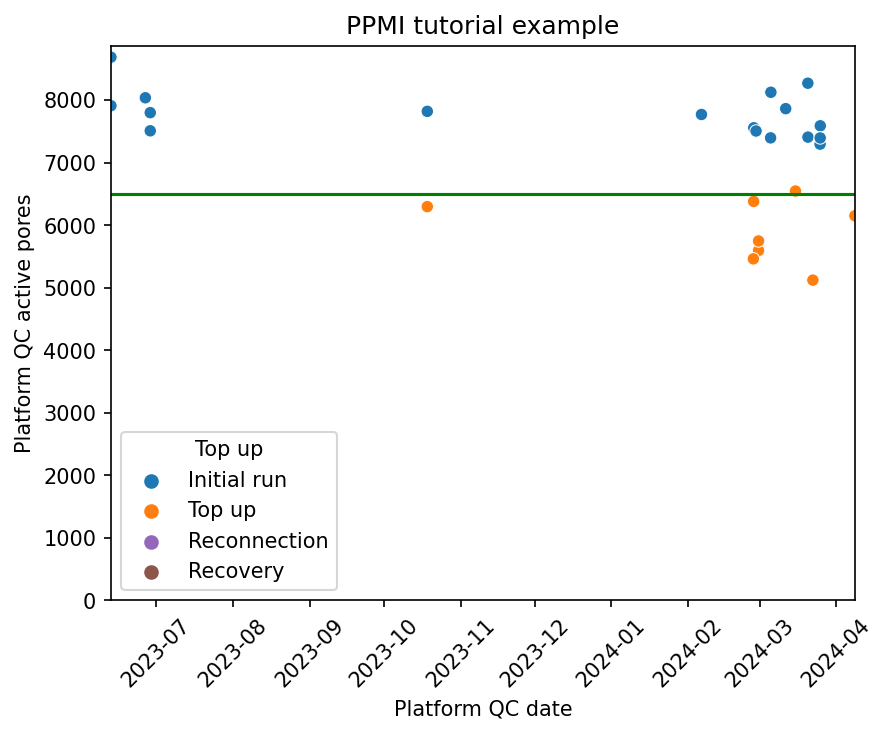 PPMI tutorial example
Platform QC active pores
8000
7000
6000
5000
4000
3000
2000
1000
0
Top up
Initial run
Top up
Reconnection
Recovery
2023-07
2023-08
2023-09
2023-10
2023-11
2023-12
2024-01
2024-02
2024-03
2024-04
Platform QC date